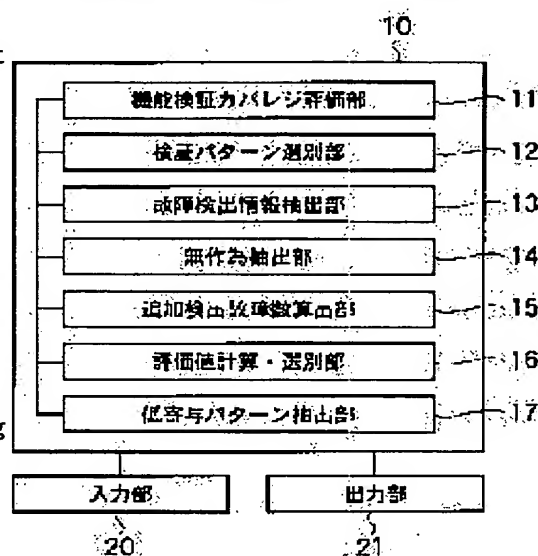 10
機能検証カバレジ評価部 11
検証パターン選別部 12
故障検出情報抽出部 13
無作為抽出部 14
追加検出故障数算出部 15
評価値計算・選別部 16
低寄与パターン抽出部 17
入力部 出力部
20 21